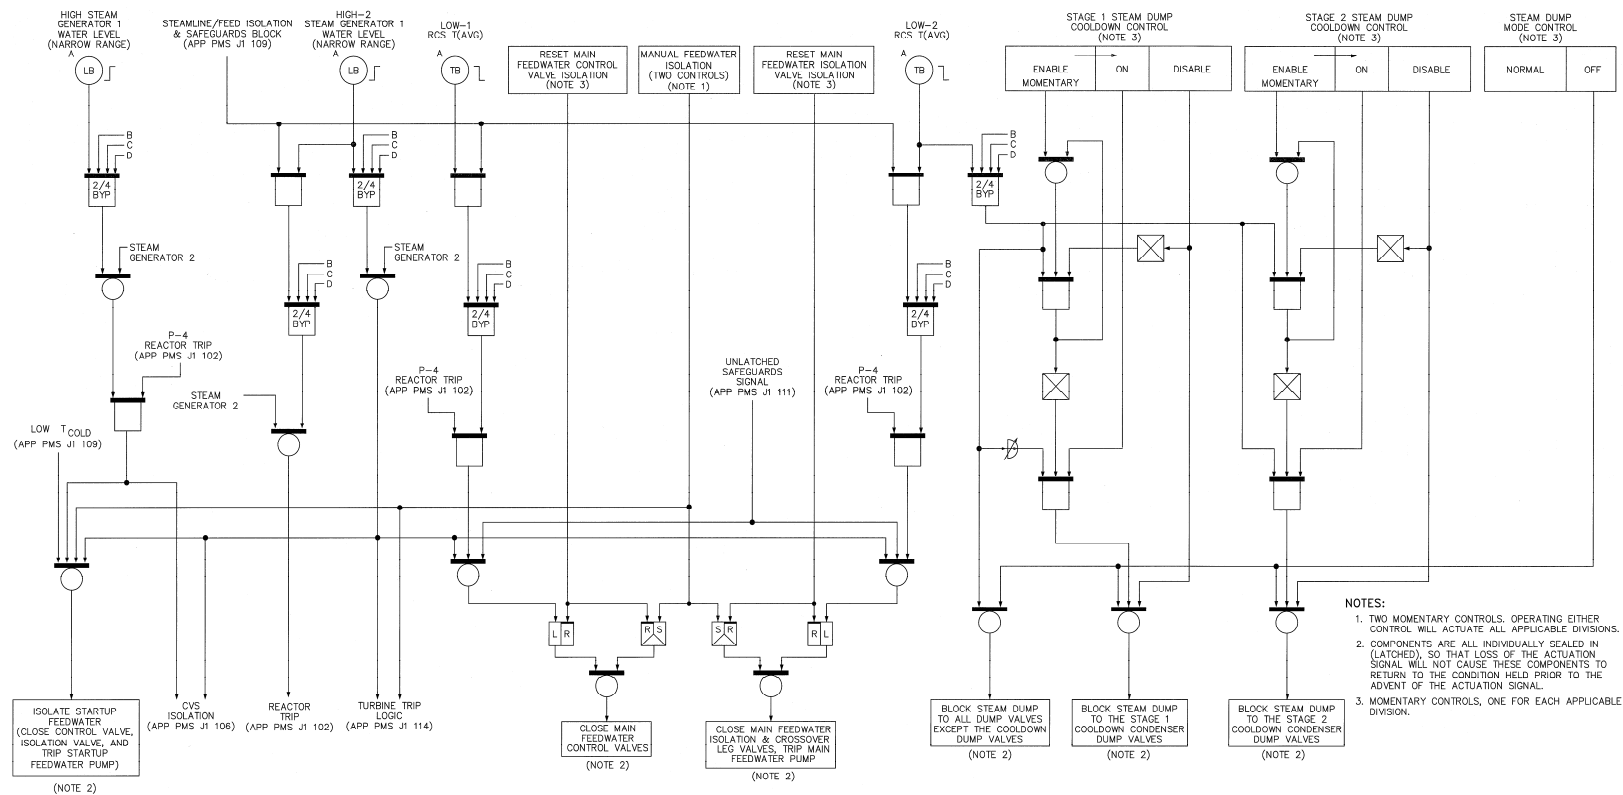 HIGH STEAM
GENERATOR 1
WATER LEVEL
(NARROW RANGE)
A
LB
STEAMLINE/FEED ISOLATION
& SAFEGUARDS BLOCK
(APP PMS J1 109)
HIGH-2
STEAM GENERATOR 1
WATER LEVEL
(NARROW RANGE)
A
LB
LOW-1
RCS T(AVG)
A
TB
RESET MAIN
FEEDWATER CONTROL
VALVE ISOLATION
(NOTE 3)
MANUAL FEEDWATER
ISOLATION
(TWO CONTROLS)
(NOTE 1)
RESET MAIN
FEEDWATER ISOLATION
VALVE ISOLATION
(NOTE 3)
LOW-2
RCS T(AVG)
A
TB
STAGE 1 STEAM DUMP
COOLDOWN CONTROL
(NOTE 3)
ENABLE
MOMENTARY
ON
DISABLE
STAGE 2 STEAM DUMP
COOLDOWN CONTROL
(NOTE 3)
ENABLE
MOMENTARY
ON
DISABLE
STEAM DUMP
MODE CONTROL
(NOTE 3)
NORMAL
OFF
B
C
D
2/4
BYP
B
C
D
2/4
BYP
B
C
D
2/4
BYP
STEAM
GENERATOR 2
STEAM
GENERATOR 2
B
C
D
2/4
BYP
B
C
D
2/4
BYP
B
C
D
2/4
BYP
P-4
REACTOR TRIP
(APP PMS J1 102)
STEAM
GENERATOR 2
P-4
REACTOR TRIP
(APP PMS J1 102)
UNLATCHED
SAFEGUARDS
SIGNAL
(APP PMS J1 111)
P-4
REACTOR TRIP
(APP PMS J1 102)
LOW T COLD
(APP PMS J1 109)
L R
R S
S R
R L
ISOLATE STARTUP
FEEDWATER
(CLOSE CONTROL VALVE,
ISOLATION VALVE, AND
TRIP STARTUP
FEEDWATER PUMP)
(NOTE 2)
CVS
ISOLATION
(APP PMS J1 106)
REACTOR
TRIP
(APP PMS J1 102)
TURBINE TRIP
LOGIC
(APP PMS J1 114)
CLOSE MAIN
FEEDWATER
CONTROL VALVES
(NOTE 2)
CLOSE MAIN FEEDWATER
ISOLATION & CROSSOVER
LEG VALVES, TRIP MAIN
FEEDWATER PUMP
(NOTE 2)
BLOCK STEAM DUMP
TO ALL DUMP VALVES
EXCEPT THE COOLDOWN
DUMP VALVES
(NOTE 2)
BLOCK STEAM DUMP
TO THE STAGE 1
COOLDOWN CONDENSER
DUMP VALVES
(NOTE 2)
BLOCK STEAM DUMP
TO THE STAGE 2
COOLDOWN CONDENSER
DUMP VALVES
(NOTE 2)
NOTES:
1. TWO MOMENTARY CONTROLS. OPERATING EITHER
CONTROL WILL ACTUATE ALL APPLICABLE DIVISIONS.
2. COMPONENTS ARE ALL INDIVIDUALLY SEALED IN
(LATCHED), SO THAT LOSS OF THE ACTUATION
SIGNAL WILL NOT CAUSE THESE COMPONENTS TO
RETURN TO THE CONDITION HELD PRIOR TO THE
ADVENT OF THE ACTUATION SIGNAL.
3. MOMENTARY CONTROLS, ONE FOR EACH APPLICABLE
DIVISION.